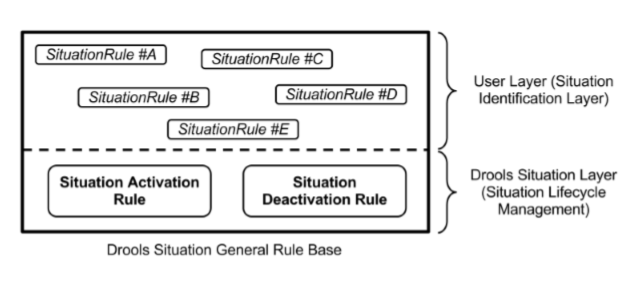 SituationRule #A
SituationRule #C
SituationRule #B
SituationRule #D
SituationRule #E
User Layer (Situation
Identification Layer)
Situation Activation
Rule
Situation
Deactivation Rule
Drools Situation Layer
(Situation Lifecycle
Management)
Drools Situation General Rule Base